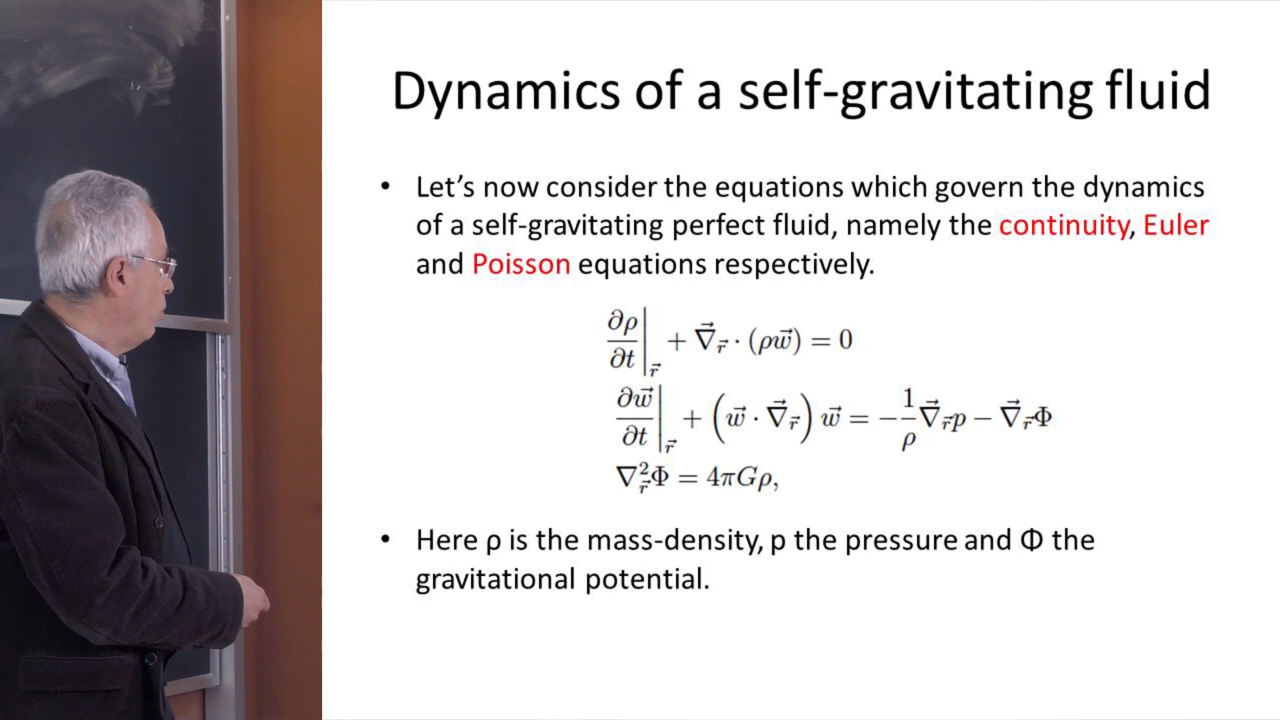 Dynamics of a self-gravitating fluid
• Let’s now consider the equations which govern the dynamics
of a self-gravitating perfect fluid, namely the continuity, Euler
and Poisson equations respectively.
∂ρ/∂t|_r⃗ + ∇⃗_r⃗ · (ρw⃗) = 0
∂w⃗/∂t|_r⃗ + (w⃗ · ∇⃗_r⃗) w⃗ = −1/ρ ∇⃗_r⃗ p − ∇⃗_r⃗ Φ
∇²_r⃗ Φ = 4πGρ,
• Here ρ is the mass-density, p the pressure and Φ the
gravitational potential.